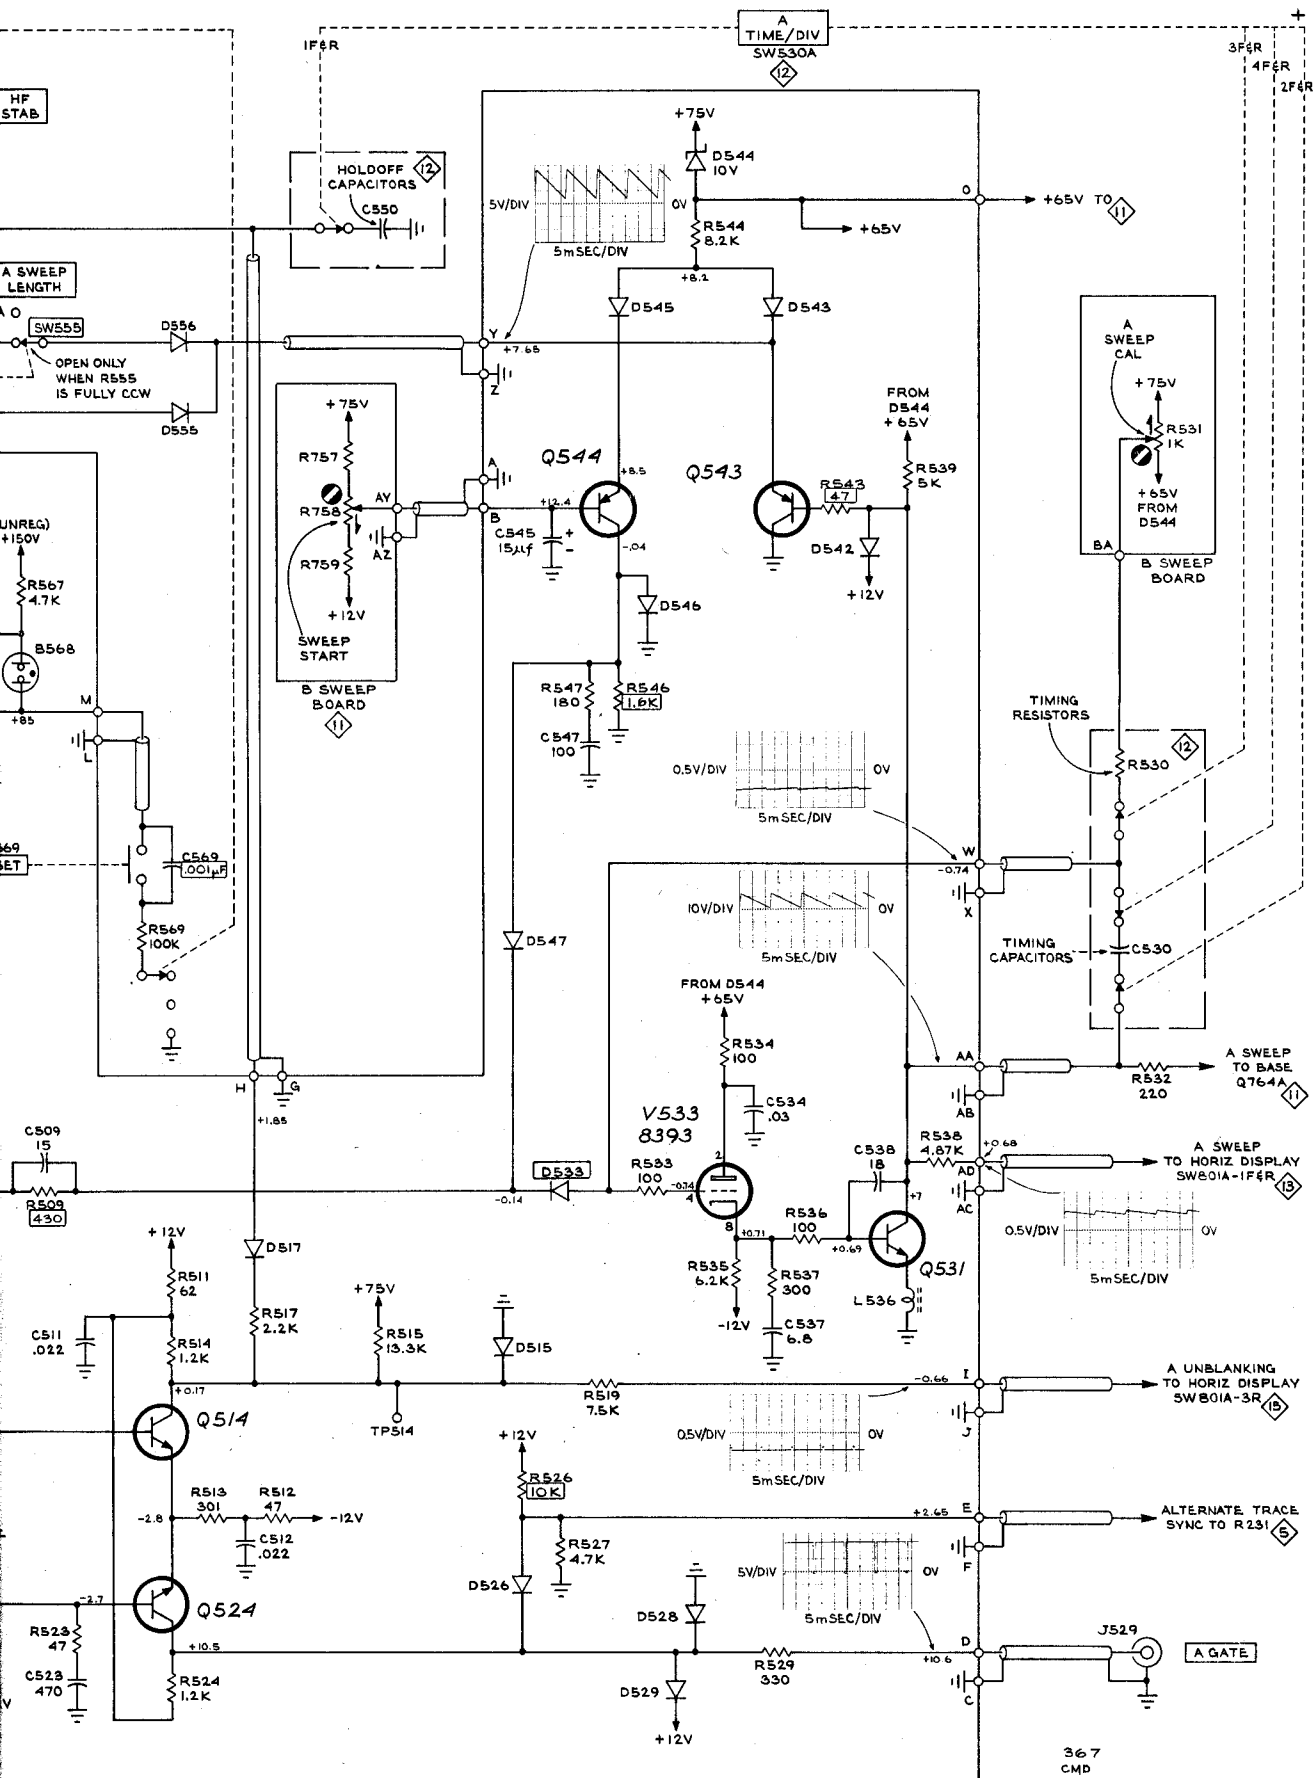 A
TIME/DIV
SW530A
12
+
1F&R
3F&R
4F&R
2F&R
HF
STAB
+75V
D544
10V
HOLDOFF
CAPACITORS
12
C550
5V/DIV
0V
5mSEC/DIV
R544
8.2K
+8.2
O
+65V TO
11
+65V
A SWEEP
LENGTH
SW555
D556
OPEN ONLY
WHEN R555
IS FULLY CCW
D555
D545
D543
Y
+7.65
Z
A
SWEEP
CAL
+75V
R531
1K
+65V
FROM
D544
BA
B SWEEP
BOARD
+75V
R757
R758
R759
+12V
SWEEP
START
AY
AZ
B SWEEP
BOARD
11
A
B
Q544
+8.5
+12.4
C545
15µf
+
-
-.04
Q543
FROM
D544
+65V
R539
5K
R543
47
D542
+12V
(UNREG)
+150V
R567
4.7K
B568
+85
M
L
D546
R547
180
R546
1.6K
C547
100
TIMING
RESISTORS
12
R530
0.5V/DIV
0V
5mSEC/DIV
W
-0.74
X
C569
.001µF
R569
100K
10V/DIV
0V
5mSEC/DIV
TIMING
CAPACITORS
C530
D547
FROM D544
+65V
R534
100
C534
.03
AA
AB
R532
220
A SWEEP
TO BASE
Q764A
11
H
G
+1.85
C509
15
R509
430
V533
8393
2
D533
-0.14
R533
100
-0.74
4
8
C538
18
R538
4.87K
+0.68
AD
AC
A SWEEP
TO HORIZ DISPLAY
SW801A-1F&R
13
+7
0.5V/DIV
0V
5mSEC/DIV
+12V
R511
62
D517
R517
2.2K
+0.71
R536
100
+0.69
Q531
R535
6.2K
-12V
R537
300
C537
6.8
L536
C511
.022
R514
1.2K
+75V
R515
13.3K
D515
+0.17
Q514
TP514
R519
7.5K
-0.66
I
J
A UNBLANKING
TO HORIZ DISPLAY
SW801A-3R
0.5V/DIV
0V
5mSEC/DIV
+12V
R526
10K
R513
301
R512
47
-12V
-2.8
C512
.022
+2.65
E
F
ALTERNATE TRACE
SYNC TO R231
5
R527
4.7K
5V/DIV
0V
5mSEC/DIV
D526
D528
-2.7
Q524
R523
47
C523
470
+10.5
R524
1.2K
R529
330
+10.6
D
C
J529
A GATE
D529
+12V
367
CMD